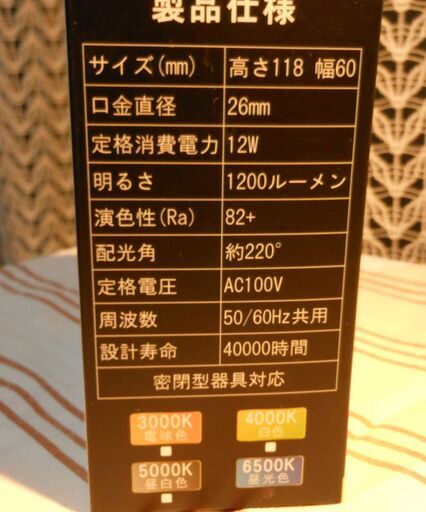 製品仕様
サイズ(mm) 高さ118 幅60
口金直径 26mm
定格消費電力 12W
明るさ 1200ルーメン
演色性(Ra) 82+
配光角 約220°
定格電圧 AC100V
周波数 50/60Hz共用
設計寿命 40000時間
密閉型器具対応
3000K 4000K
電球色 白色
5000K 6500K
昼白色 昼光色